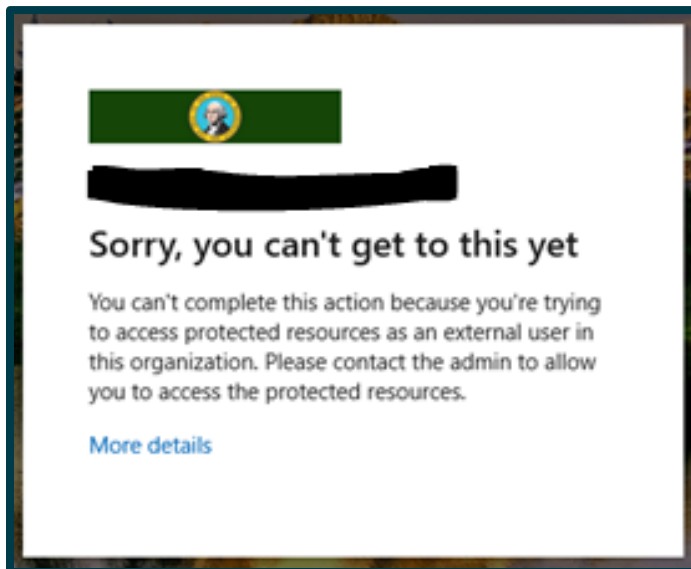 Sorry, you can't get to this yet
You can't complete this action because you're trying
to access protected resources as an external user in
this organization. Please contact the admin to allow
you to access the protected resources.
More details